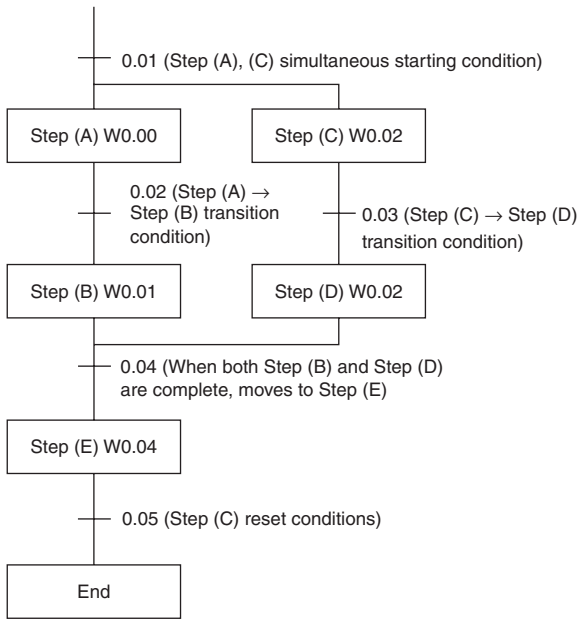 0.01 (Step (A), (C) simultaneous starting condition)
Step (A) W0.00
Step (C) W0.02
0.02 (Step (A) →
Step (B) transition
condition)
0.03 (Step (C) → Step (D)
transition condition)
Step (B) W0.01
Step (D) W0.02
0.04 (When both Step (B) and Step (D)
are complete, moves to Step (E)
Step (E) W0.04
0.05 (Step (C) reset conditions)
End